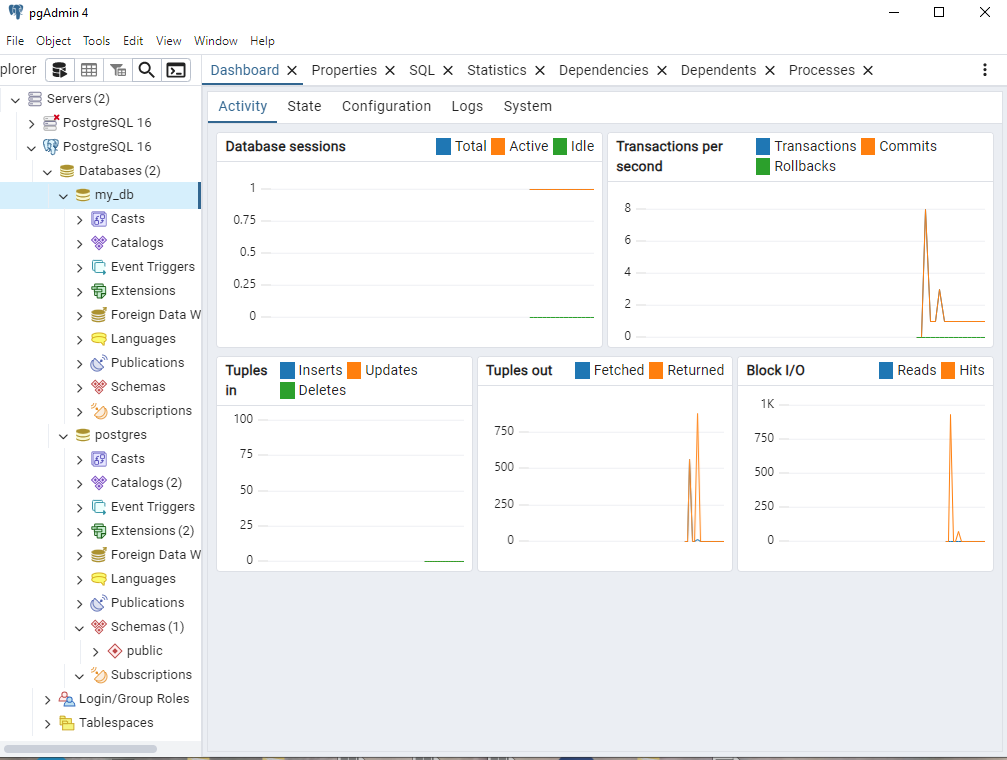 pgAdmin 4
File Object Tools Edit View Window Help
plorer
Dashboard Properties SQL Statistics Dependencies Dependents Processes
Servers (2)
PostgreSQL 16
PostgreSQL 16
Databases (2)
my_db
Casts
Catalogs
Event Triggers
Extensions
Foreign Data W
Languages
Publications
Schemas
Subscriptions
postgres
Casts
Catalogs (2)
Event Triggers
Extensions (2)
Foreign Data W
Languages
Publications
Schemas (1)
public
Subscriptions
Login/Group Roles
Tablespaces
Activity State Configuration Logs System
Database sessions Total Active Idle
1
0.75
0.5
0.25
0
Transactions per second Transactions Commits
Rollbacks
8
6
4
2
0
Tuples in Inserts Updates
Deletes
100
75
50
25
0
Tuples out Fetched Returned
750
500
250
0
Block I/O Reads Hits
1K
750
500
250
0